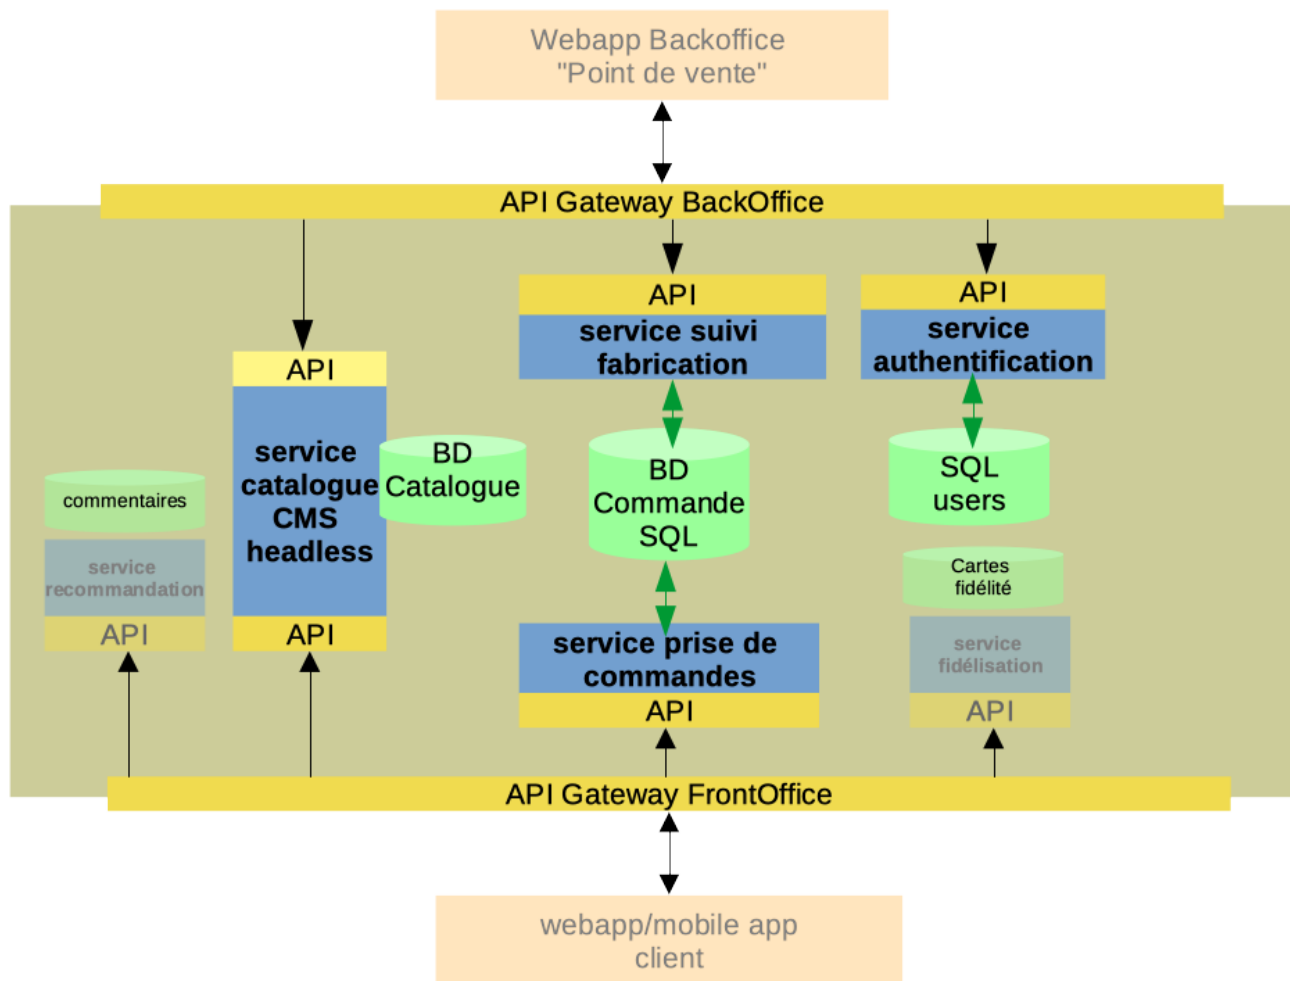 Webapp Backoffice
"Point de vente"
API Gateway BackOffice
API
service suivi
fabrication
API
service
authentification
API
service
catalogue
CMS
headless
API
BD
Catalogue
BD
Commande
SQL
SQL
users
commentaires
service
recommandation
API
Cartes
fidélité
service
fidélisation
API
service prise de
commandes
API
API Gateway FrontOffice
webapp/mobile app
client